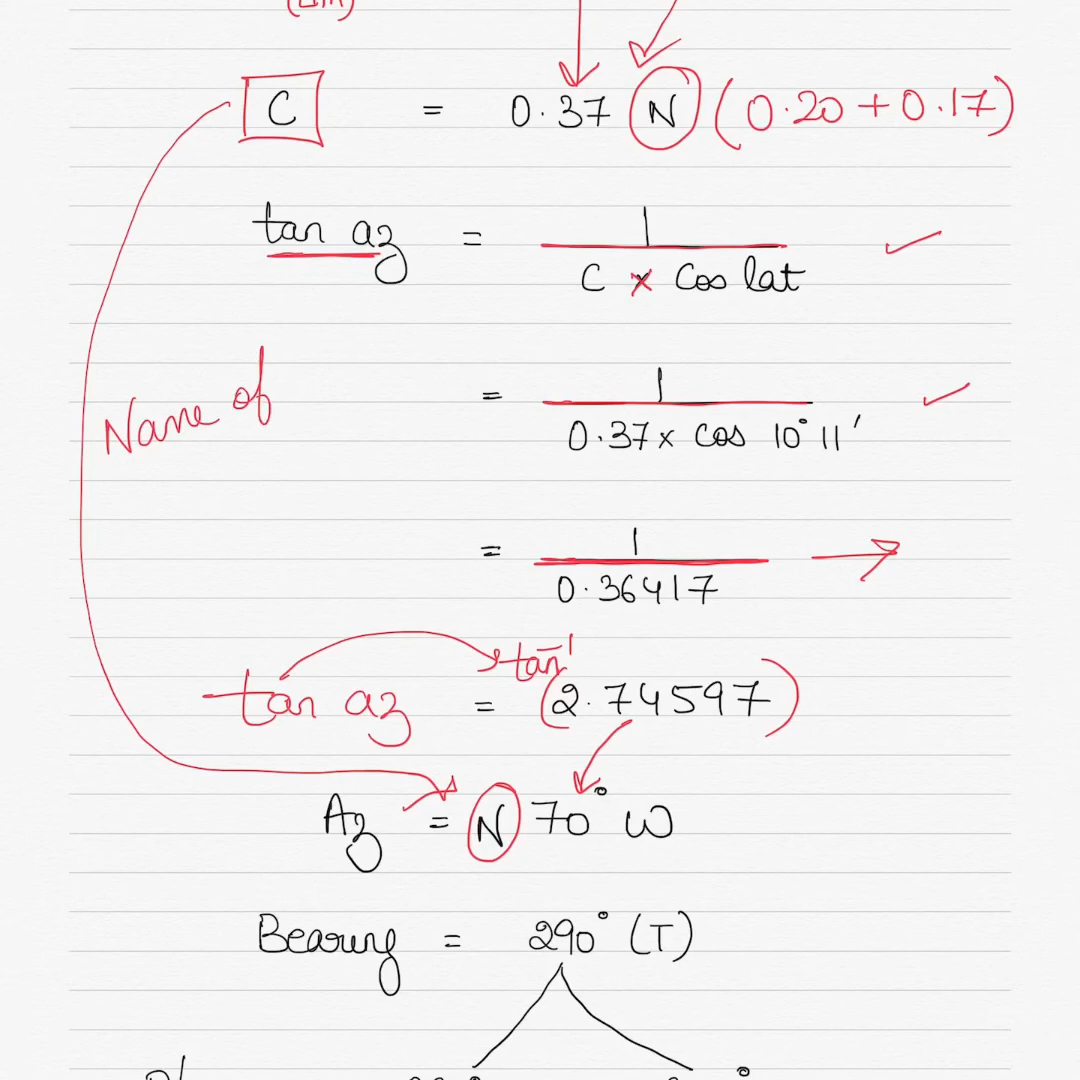 C = 0.37 N (0.20 + 0.17)
tan az = 1 / C x Cos lat
Name of
= 1 / 0.37 x cos 10° 11'
= 1 / 0.36417
tan az = tan⁻¹ (2.74597)
Az = N 70° W
Bearing = 290° (T)